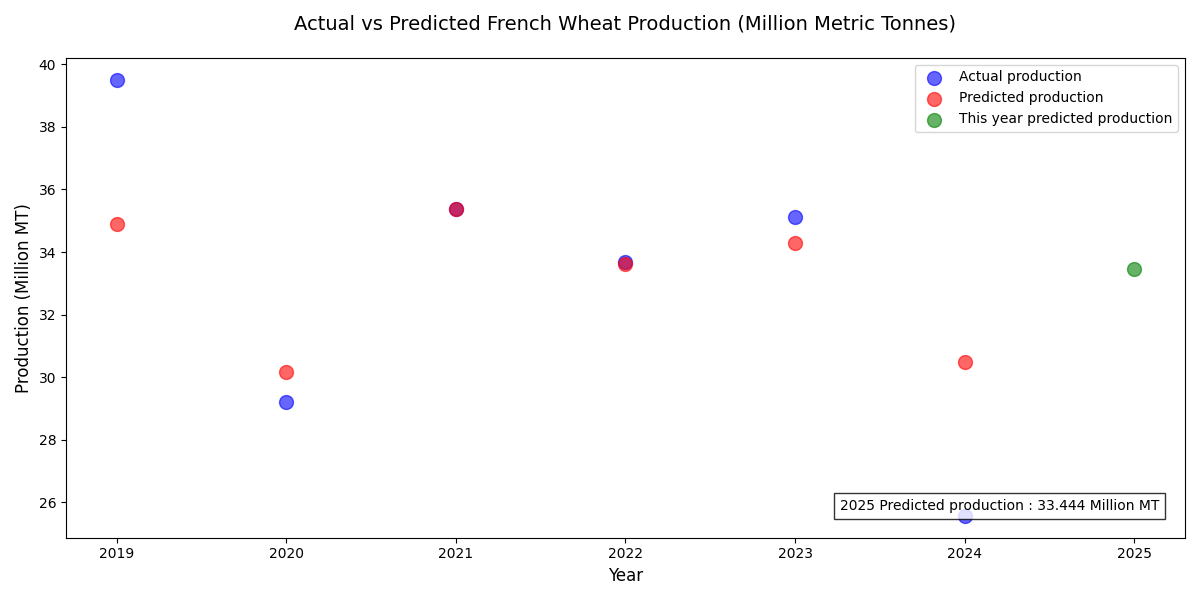 Actual vs Predicted French Wheat Production (Million Metric Tonnes)
Production (Million MT)
40
38
36
34
32
30
28
26
Actual production
Predicted production
This year predicted production
2025 Predicted production : 33.444 Million MT
2019 2020 2021 2022 2023 2024 2025
Year